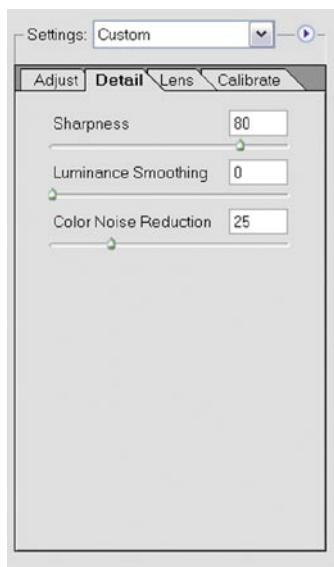 Settings: Custom
Adjust Detail Lens Calibrate
Sharpness 80
Luminance Smoothing 0
Color Noise Reduction 25